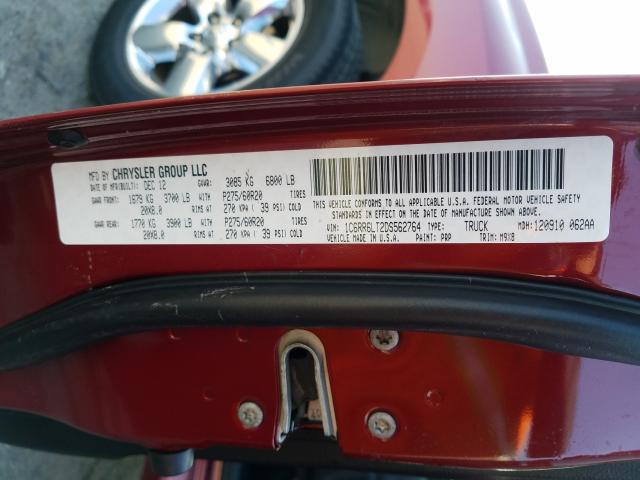 MFD BY CHRYSLER GROUP LLC
DATE OF MFR(BUILT): DEC 12 GVWR: 3085 KG 6800 LB
GAWR FRONT: 1679 KG 3700 LB WITH P275/60R20 TIRES
20X8.0 RIMS AT 270 KPA ( 39 PSI) COLD
GAWR REAR: 1770 KG 3900 LB WITH P275/60R20 TIRES
20X8.0 RIMS AT 270 KPA ( 39 PSI) COLD
THIS VEHICLE CONFORMS TO ALL APPLICABLE U.S.A. FEDERAL MOTOR VEHICLE SAFETY
STANDARDS IN EFFECT ON THE DATE OF MANUFACTURE SHOWN ABOVE.
VIN: 1C6RR6LT2DS562764 TYPE: TRUCK MDH: 120910 062AA
VEHICLE MADE IN U.S.A. PAINT: PRP TRIM: M9X8